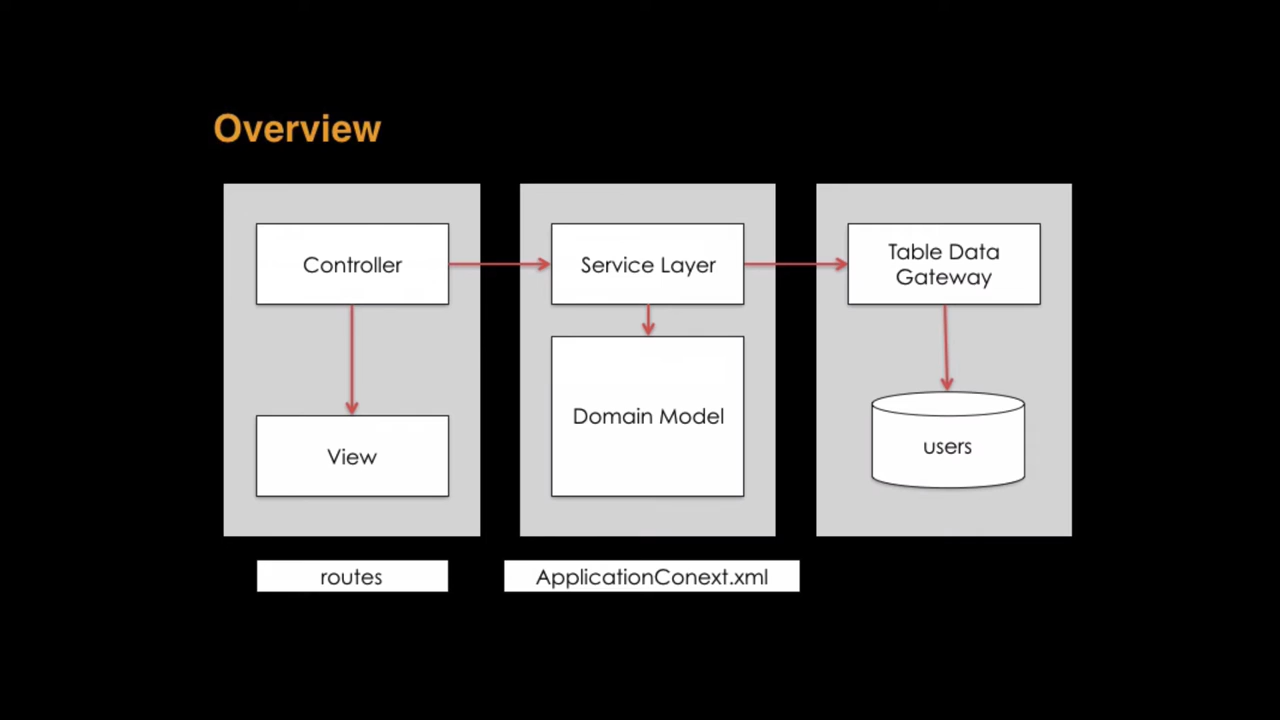 Overview
Controller
Service Layer
Table Data
Gateway
View
Domain Model
users
routes
ApplicationConext.xml